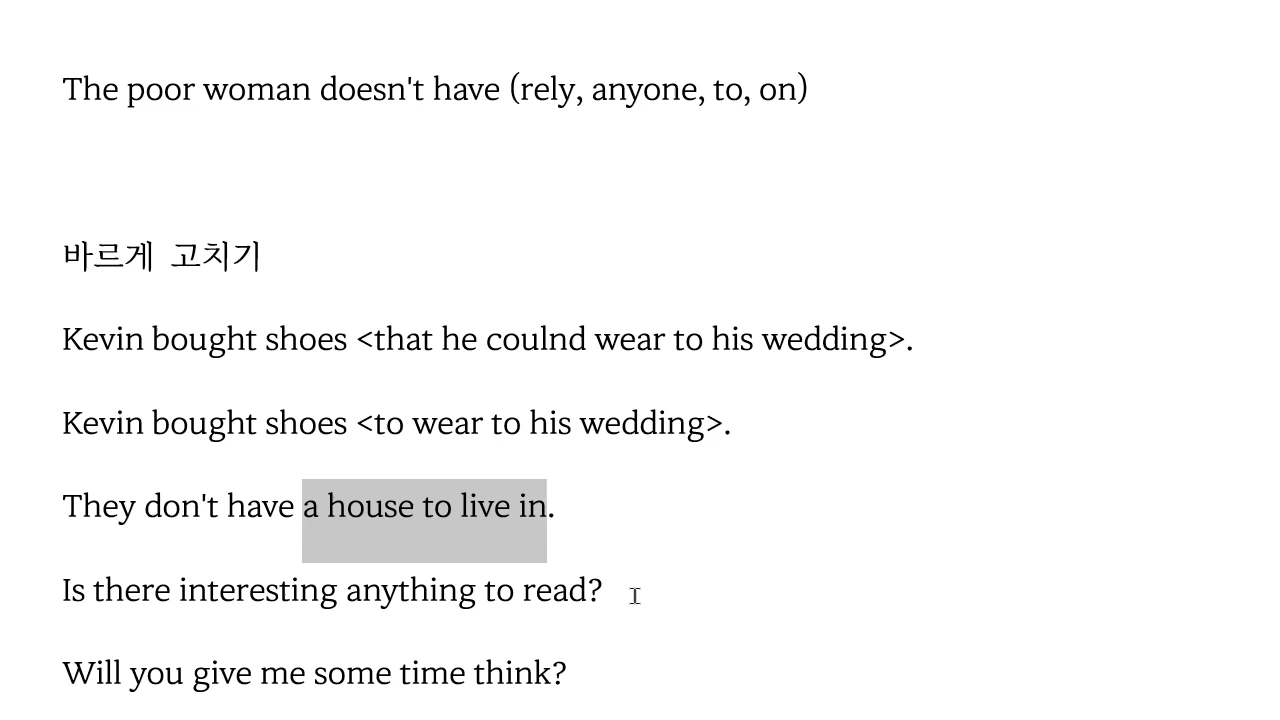 The poor woman doesn't have (rely, anyone, to, on)
바르게 고치기
Kevin bought shoes <that he coulnd wear to his wedding>.
Kevin bought shoes <to wear to his wedding>.
They don't have a house to live in.
Is there interesting anything to read?
Will you give me some time think?